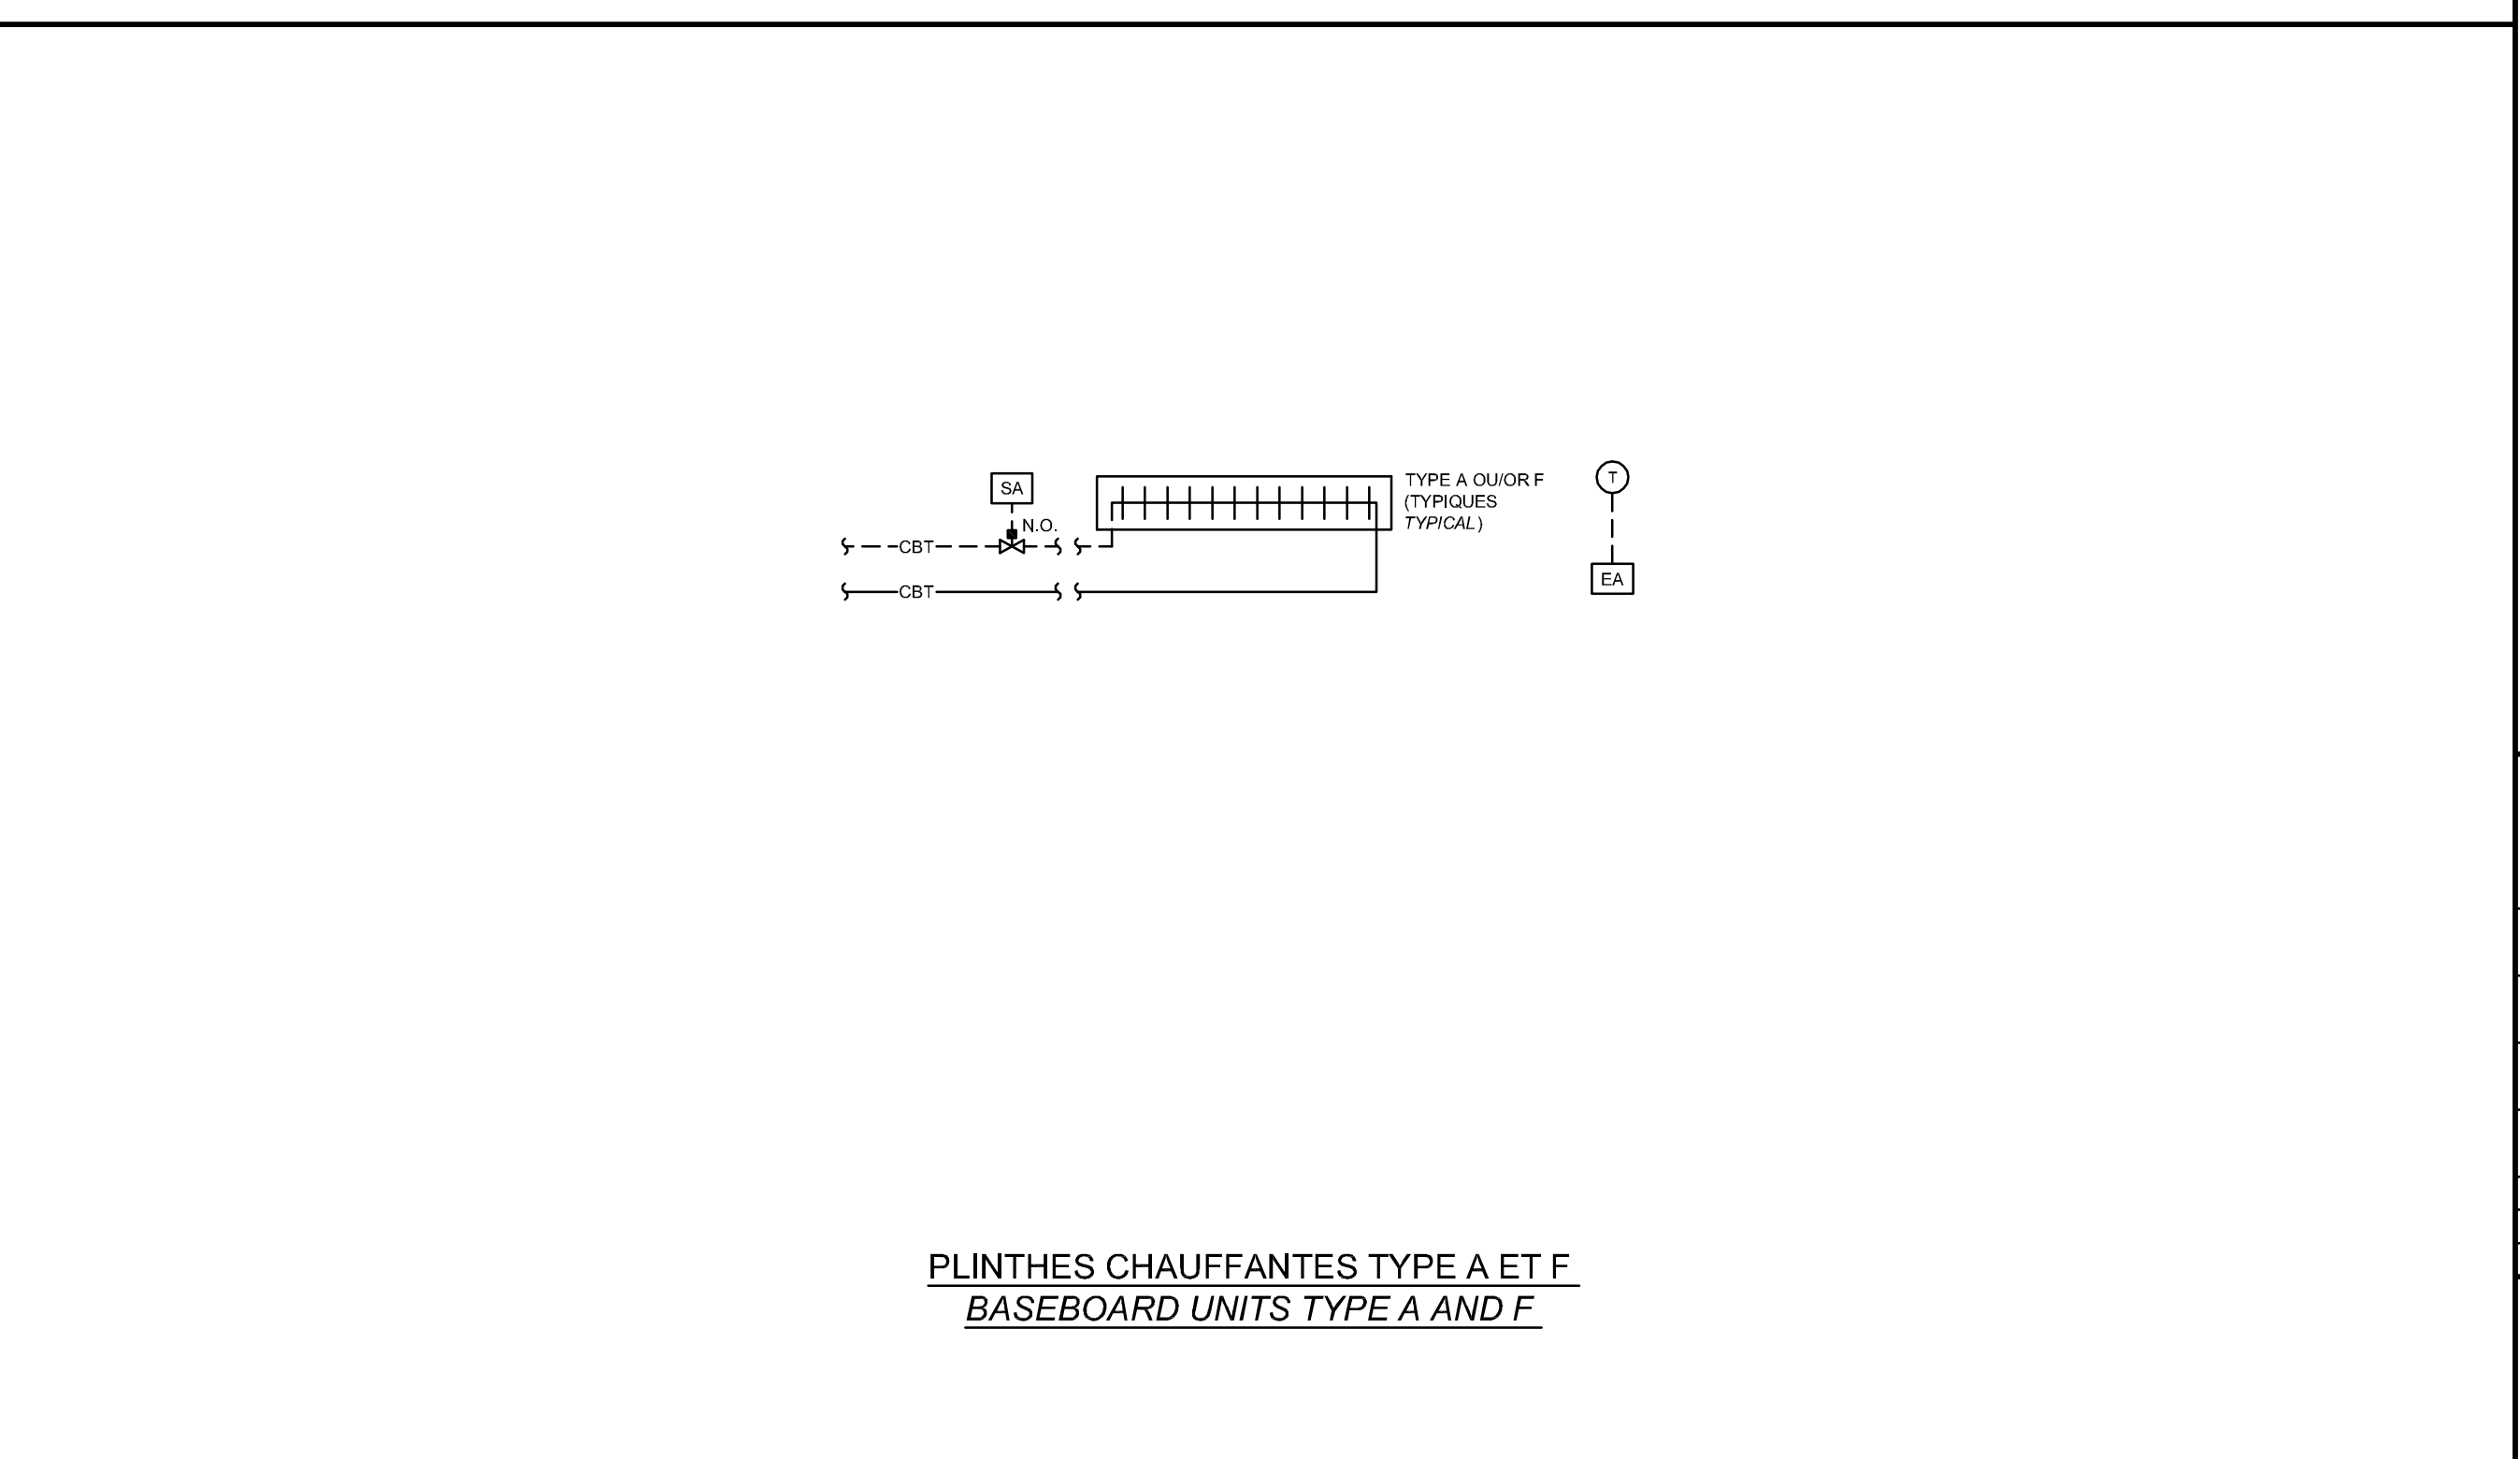 SA
N.O.
CBT
CBT
TYPE A OU/OR F
(TYPIQUES
TYPICAL)
T
EA
PLINTHES CHAUFFANTES TYPE A ET F
BASEBOARD UNITS TYPE A AND F